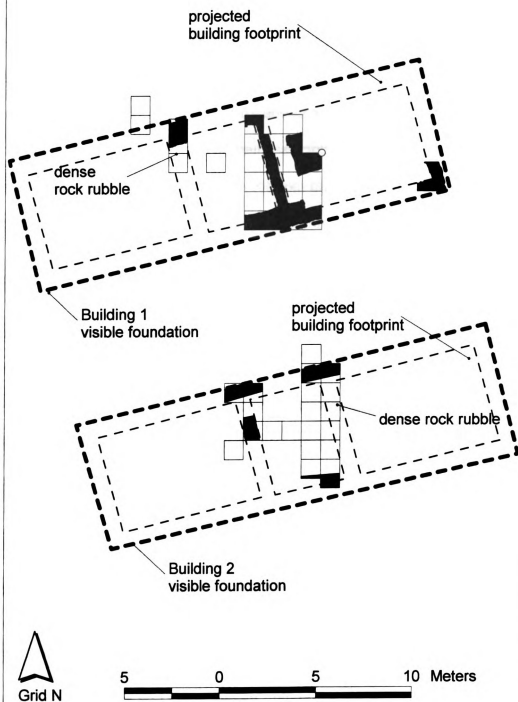 projected
building footprint
dense
rock rubble
Building 1
visible foundation
projected
building footprint
dense rock rubble
Building 2
visible foundation
Grid N
5 0 5 10 Meters